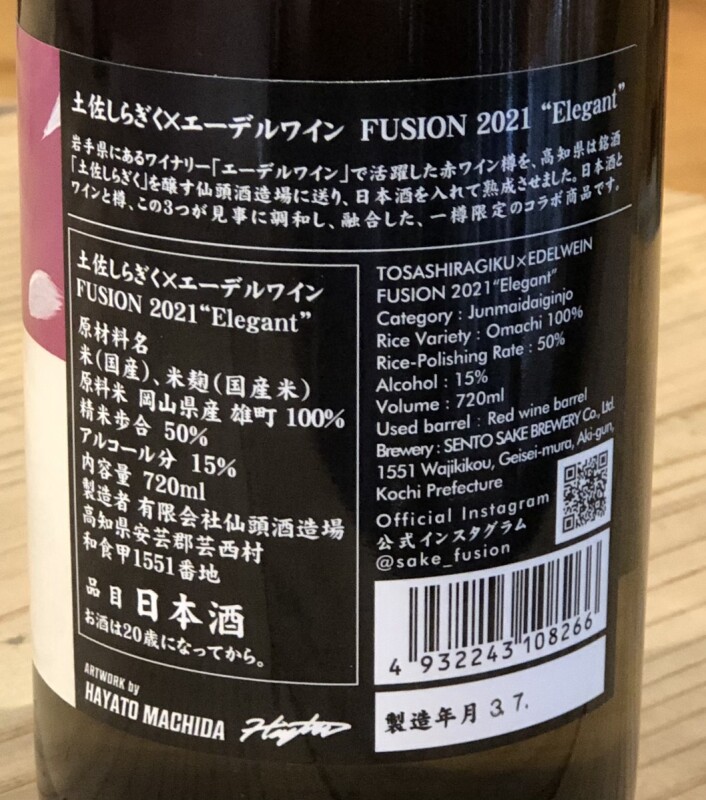 土佐しらぎく×エーデルワイン FUSION 2021 “Elegant”
岩手県にあるワイナリー「エーデルワイン」で活躍した赤ワイン樽を、高知県は銘酒
「土佐しらぎく」を醸す仙頭酒造場に送り、日本酒を入れて熟成させました。日本酒と
ワインと樽、この3つが見事に調和し、融合した、一樽限定のコラボ商品です。
土佐しらぎく×エーデルワイン
FUSION 2021“Elegant”
原材料名
米(国産)、米麹(国産米)
原料米 岡山県産 雄町 100%
精米歩合 50%
アルコール分 15%
内容量 720ml
製造者 有限会社仙頭酒造場
高知県安芸郡芸西村
和食甲1551番地
品目 日本酒
お酒は20歳になってから。
ARTWORK by
HAYATO MACHIDA
TOSASHIRAGIKU×EDELWEIN
FUSION 2021“Elegant”
Category : Junmaidaiginjo
Rice Variety : Omachi 100%
Rice-Polishing Rate : 50%
Alcohol : 15%
Volume : 720ml
Used barrel : Red wine barrel
Brewery : SENTO SAKE BREWERY Co., Ltd.
1551 Wajikikou, Geisei-mura, Aki-gun,
Kochi Prefecture
Official Instagram
公式インスタグラム
@sake_fusion
4 932243 108266
製造年月 3.7.